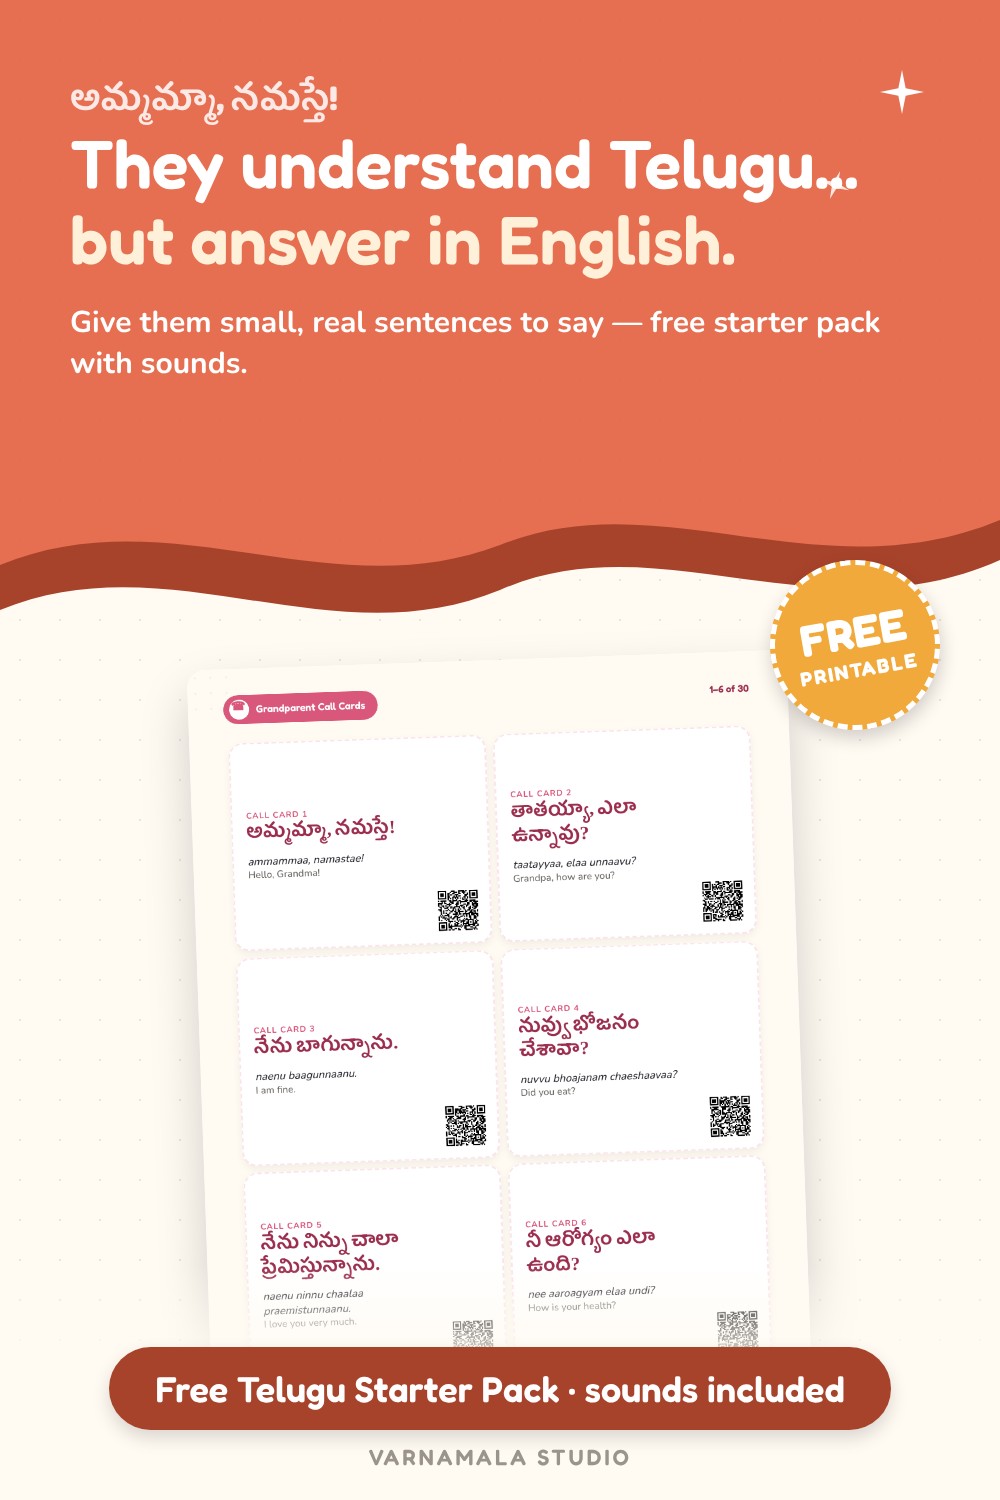 అమ్మమ్మా, నమస్తే!
They understand Telugu...
but answer in English.
Give them small, real sentences to say — free starter pack
with sounds.
FREE
PRINTABLE
Grandparent Call Cards
1–6 of 30
CALL CARD 1
అమ్మమ్మా, నమస్తే!
ammammaa, namastae!
Hello, Grandma!
CALL CARD 2
తాతయ్యా, ఎలా
ఉన్నావు?
taatayyaa, elaa unnaavu?
Grandpa, how are you?
CALL CARD 3
నేను బాగున్నాను.
naenu baagunnaanu.
I am fine.
CALL CARD 4
నువ్వు భోజనం
చేశావా?
nuvvu bhoajanam chaeshaavaa?
Did you eat?
CALL CARD 5
నేను నిన్ను చాలా
ప్రేమిస్తున్నాను.
naenu ninnu chaalaa
praemistunnaanu.
I love you very much.
CALL CARD 6
నీ ఆరోగ్యం ఎలా
ఉంది?
nee aaroagyam elaa undi?
How is your health?
Free Telugu Starter Pack · sounds included
VARNAMALA STUDIO